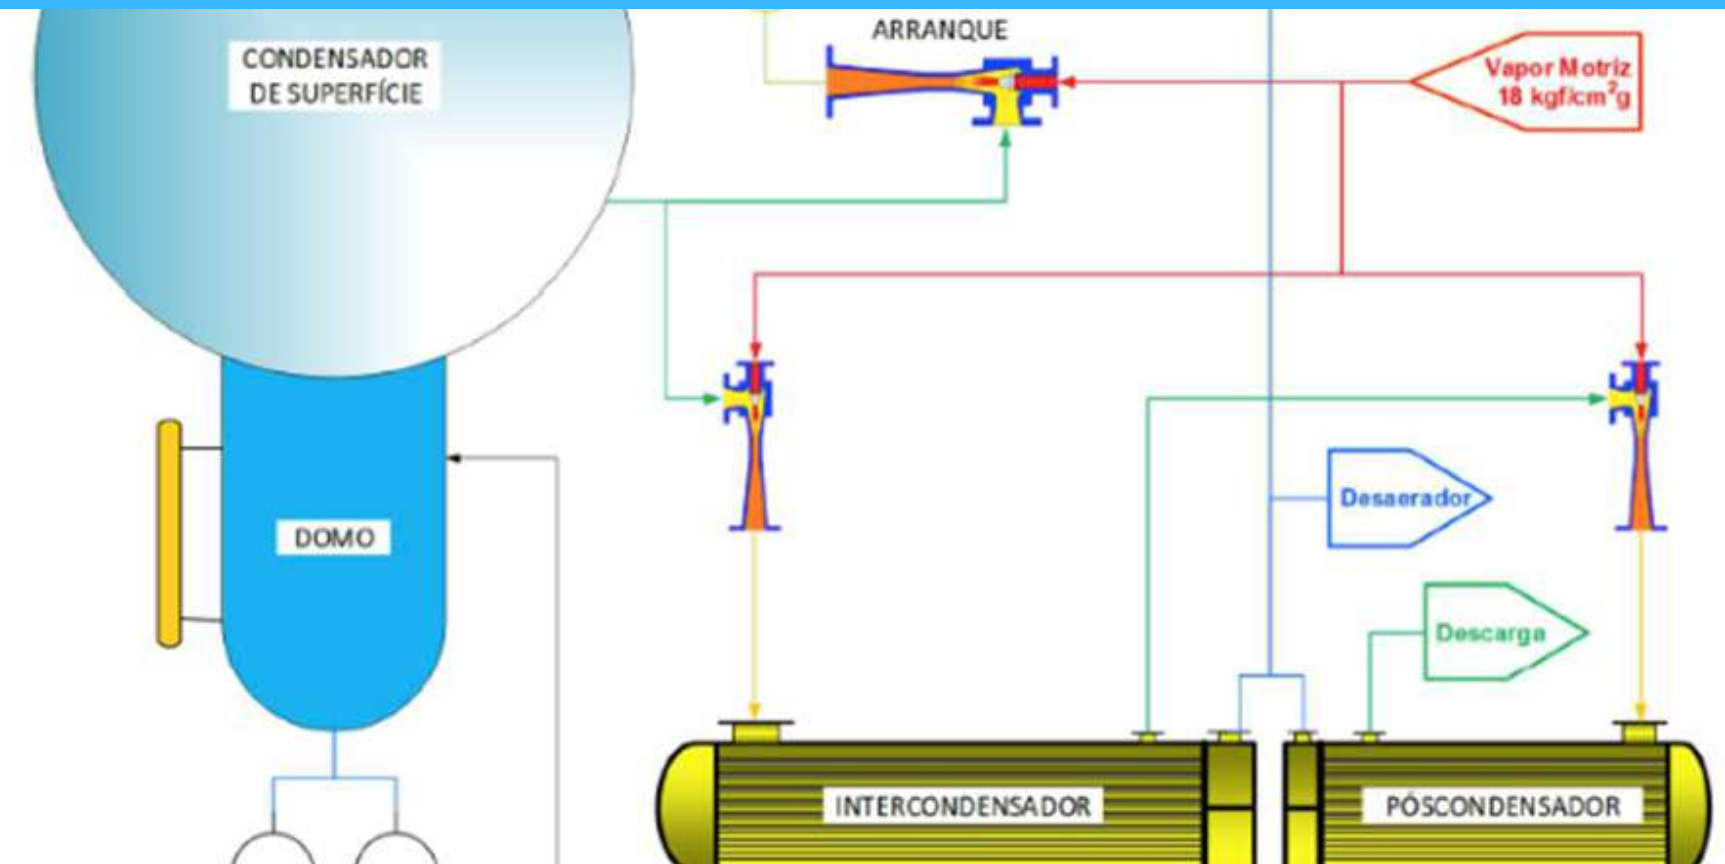 ARRANQUE
CONDENSADOR
DE SUPERFÍCIE
Vapor Motriz
18 kgf/cm²g
Desaerador
DOMO
Descarga
INTERCONDENSADOR
PÓSCONDENSADOR